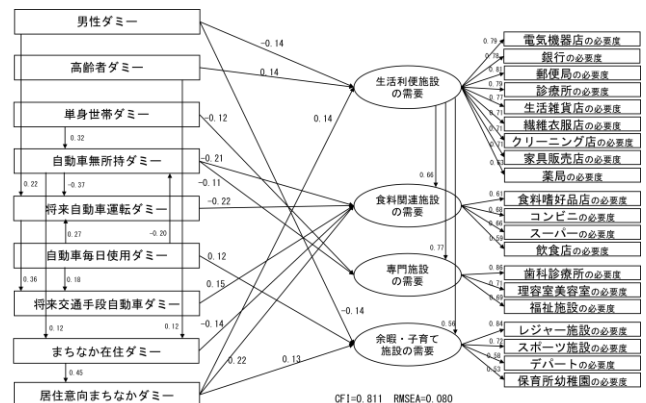 男性ダミー
高齢者ダミー
単身世帯ダミー
0.32
自動車無所持ダミー
0.22
-0.37
将来自動車運転ダミー
0.27
-0.20
自動車毎日使用ダミー
0.36
0.18
将来交通手段自動車ダミー
0.12
0.12
まちなか在住ダミー
0.45
居住意向まちなかダミー
-0.14
0.14
0.14
-0.12
-0.21
-0.11
-0.22
0.12
0.15
-0.14
-0.14
0.22
0.13
生活利便施設
の需要
0.66
食料関連施設
の需要
0.77
専門施設
の需要
0.56
余暇・子育て
施設の需要
0.79
電気機器店の必要度
0.78
銀行の必要度
0.81
郵便局の必要度
0.79
診療所の必要度
0.77
生活雑貨店の必要度
0.71
繊維衣服店の必要度
0.71
クリーニング店の必要度
0.71
家具販売店の必要度
0.63
薬局の必要度
0.61
食料嗜好品店の必要度
0.68
コンビニの必要度
0.66
スーパーの必要度
0.59
飲食店の必要度
0.86
歯科診療所の必要度
0.71
理容室美容室の必要度
0.69
福祉施設の必要度
0.84
レジャー施設の必要度
0.72
スポーツ施設の必要度
0.58
デパートの必要度
0.53
保育所幼稚園の必要度
CFI=0.811 RMSEA=0.080